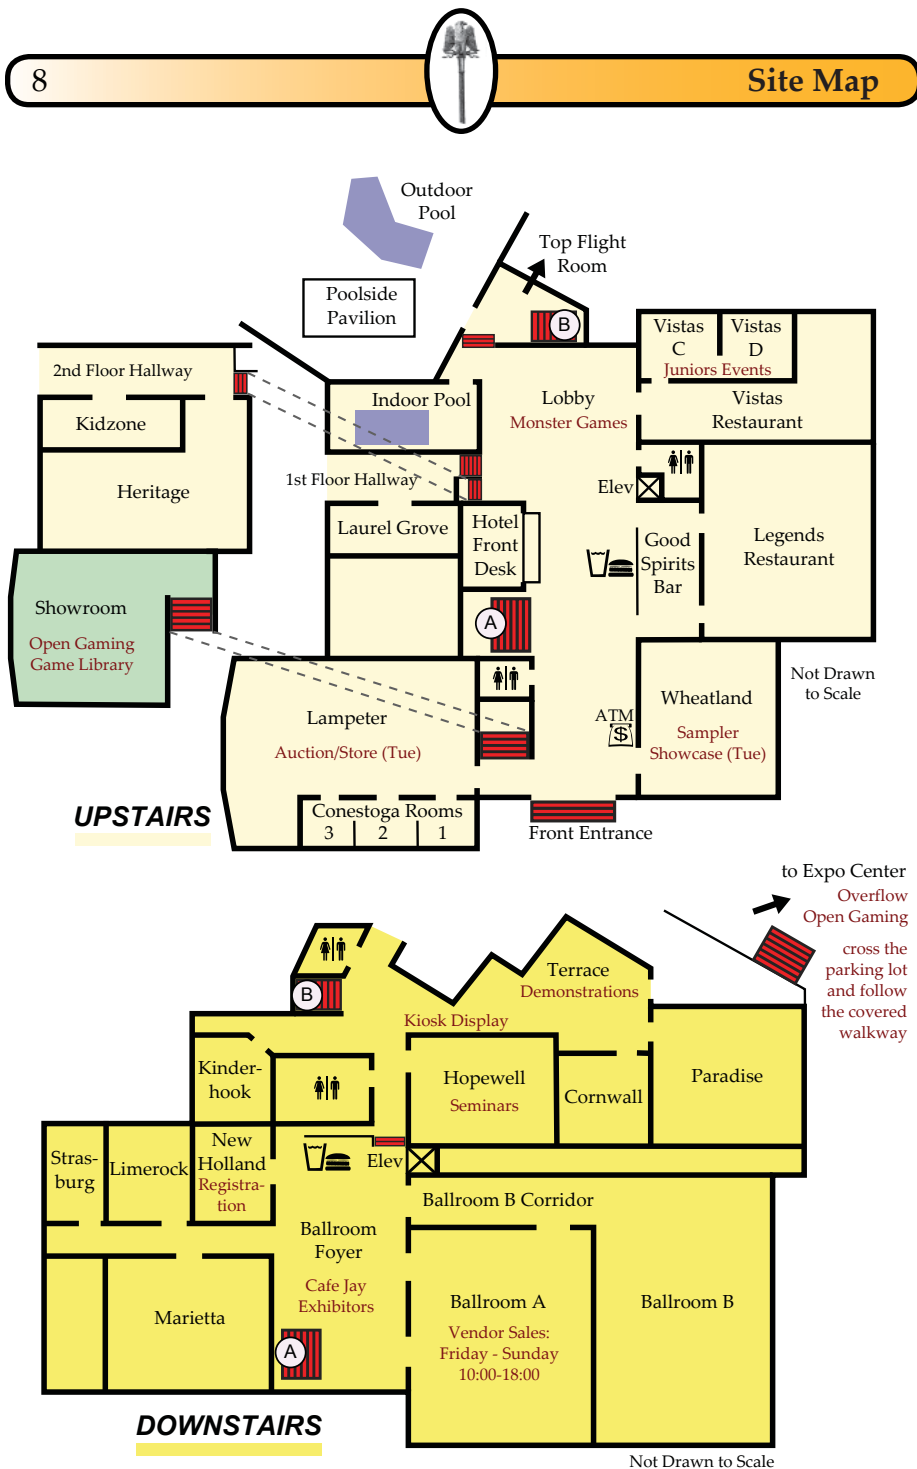 8
Site Map
Outdoor
Pool
Top Flight
Room
Poolside
Pavilion
B
Vistas
C
Vistas
D
Juniors Events
2nd Floor Hallway
Indoor Pool
Lobby
Monster Games
Vistas
Restaurant
Kidzone
Heritage
1st Floor Hallway
Elev
Laurel Grove
Hotel
Front
Desk
Good
Spirits
Bar
Legends
Restaurant
Showroom
Open Gaming
Game Library
A
Not Drawn
to Scale
Lampeter
Auction/Store (Tue)
ATM
$
Wheatland
Sampler
Showcase (Tue)
UPSTAIRS
Conestoga Rooms
3
2
1
Front Entrance
to Expo Center
Overflow
Open Gaming
cross the
parking lot
and follow
the covered
walkway
Terrace
Demonstrations
B
Kiosk Display
Kinder-
hook
Hopewell
Seminars
Cornwall
Paradise
Stras-
burg
Limerock
New
Holland
Registra-
tion
Elev
Ballroom B Corridor
Ballroom
Foyer
Cafe Jay
Exhibitors
Marietta
Ballroom A
Vendor Sales:
Friday - Sunday
10:00-18:00
Ballroom B
A
DOWNSTAIRS
Not Drawn to Scale